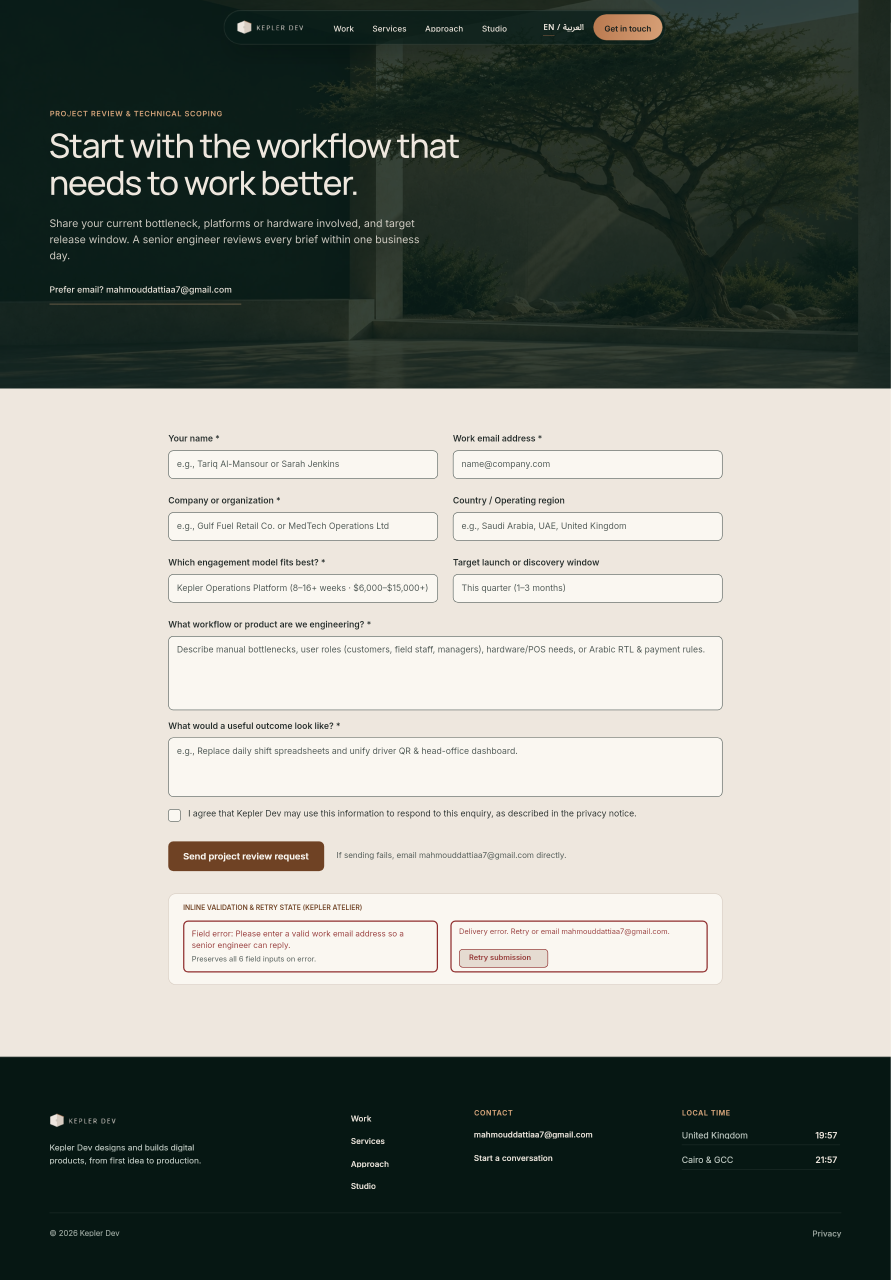 KEPLER DEV
Work
Services
Approach
Studio
EN / العربية
Get in touch
PROJECT REVIEW & TECHNICAL SCOPING
Start with the workflow that
needs to work better.
Share your current bottleneck, platforms or hardware involved, and target
release window. A senior engineer reviews every brief within one business
day.
Prefer email? mahmouddattiaa7@gmail.com
Your name *
Work email address *
e.g., Tariq Al-Mansour or Sarah Jenkins
name@company.com
Company or organization *
Country / Operating region
e.g., Gulf Fuel Retail Co. or MedTech Operations Ltd
e.g., Saudi Arabia, UAE, United Kingdom
Which engagement model fits best? *
Target launch or discovery window
Kepler Operations Platform (8–16+ weeks · $6,000–$15,000+)
This quarter (1–3 months)
What workflow or product are we engineering? *
Describe manual bottlenecks, user roles (customers, field staff, managers), hardware/POS needs, or Arabic RTL & payment rules.
What would a useful outcome look like? *
e.g., Replace daily shift spreadsheets and unify driver QR & head-office dashboard.
I agree that Kepler Dev may use this information to respond to this enquiry, as described in the privacy notice.
Send project review request
If sending fails, email mahmouddattiaa7@gmail.com directly.
INLINE VALIDATION & RETRY STATE (KEPLER ATELIER)
Field error: Please enter a valid work email address so a
senior engineer can reply.
Preserves all 6 field inputs on error.
Delivery error. Retry or email mahmouddattiaa7@gmail.com.
Retry submission
KEPLER DEV
Kepler Dev designs and builds digital
products, from first idea to production.
Work
Services
Approach
Studio
CONTACT
mahmouddattiaa7@gmail.com
Start a conversation
LOCAL TIME
United Kingdom 19:57
Cairo & GCC 21:57
© 2026 Kepler Dev
Privacy